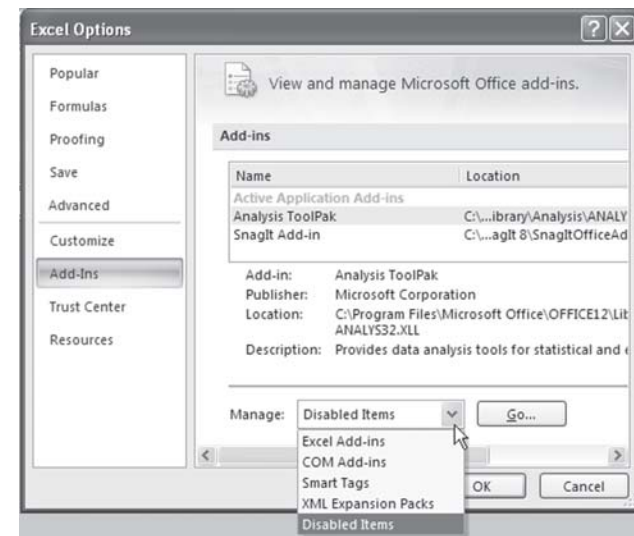 Excel Options
Popular
Formulas
Proofing
Save
Advanced
Customize
Add-Ins
Trust Center
Resources
View and manage Microsoft Office add-ins.
Add-ins
Name Location
Active Application Add-ins
Analysis ToolPak C:\...ibrary\Analysis\ANALY
SnagIt Add-in C:\...agIt 8\SnagItOfficeAd
Add-in: Analysis ToolPak
Publisher: Microsoft Corporation
Location: C:\Program Files\Microsoft Office\OFFICE12\Lib
ANALYS32.XLL
Description: Provides data analysis tools for statistical and e
Manage: Disabled Items Go...
Excel Add-ins
COM Add-ins
Smart Tags
XML Expansion Packs
Disabled Items
OK Cancel